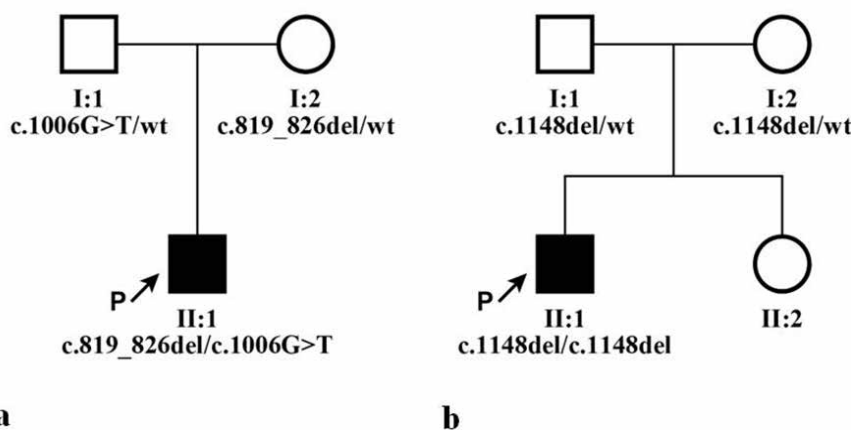 I:1
c.1006G>T/wt
I:2
c.819_826del/wt
P
II:1
c.819_826del/c.1006G>T
a
I:1
c.1148del/wt
I:2
c.1148del/wt
P
II:1
c.1148del/c.1148del
II:2
b